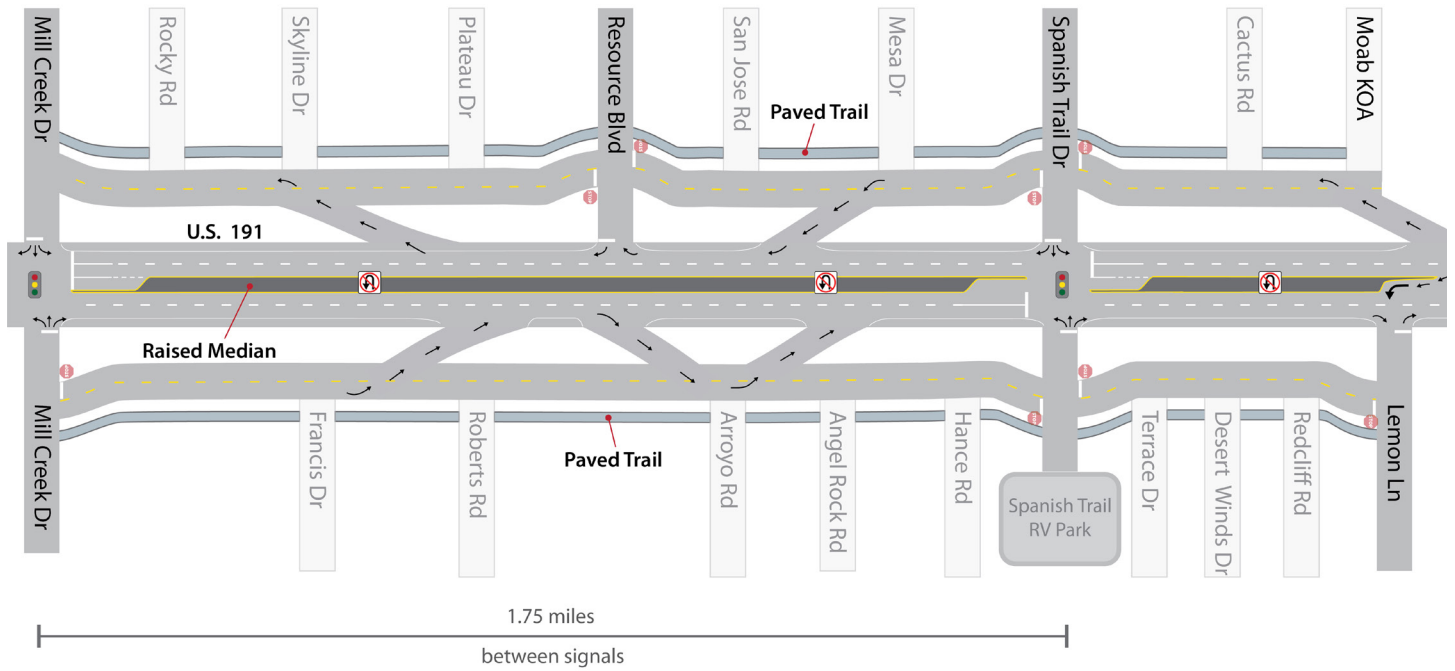 Mill Creek Dr
Rocky Rd
Skyline Dr
Plateau Dr
Resource Blvd
San Jose Rd
Mesa Dr
Spanish Trail Dr
Cactus Rd
Moab KOA
Paved Trail
U.S. 191
Raised Median
Mill Creek Dr
Francis Dr
Roberts Rd
Paved Trail
Arroyo Rd
Angel Rock Rd
Hance Rd
Spanish Trail
RV Park
Terrace Dr
Desert Winds Dr
Redcliff Rd
Lemon Ln
1.75 miles
between signals